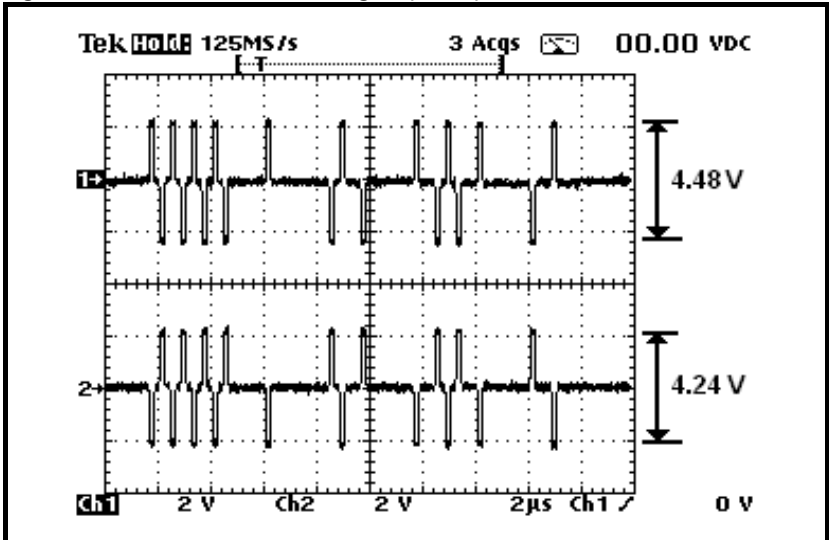 Tek Hold: 125MS/s 3 Acqs 00.00 VDC
T
1→
4.48 V
2→
4.24 V
Ch1 2 V Ch2 2 V 2µs Ch1 0 V